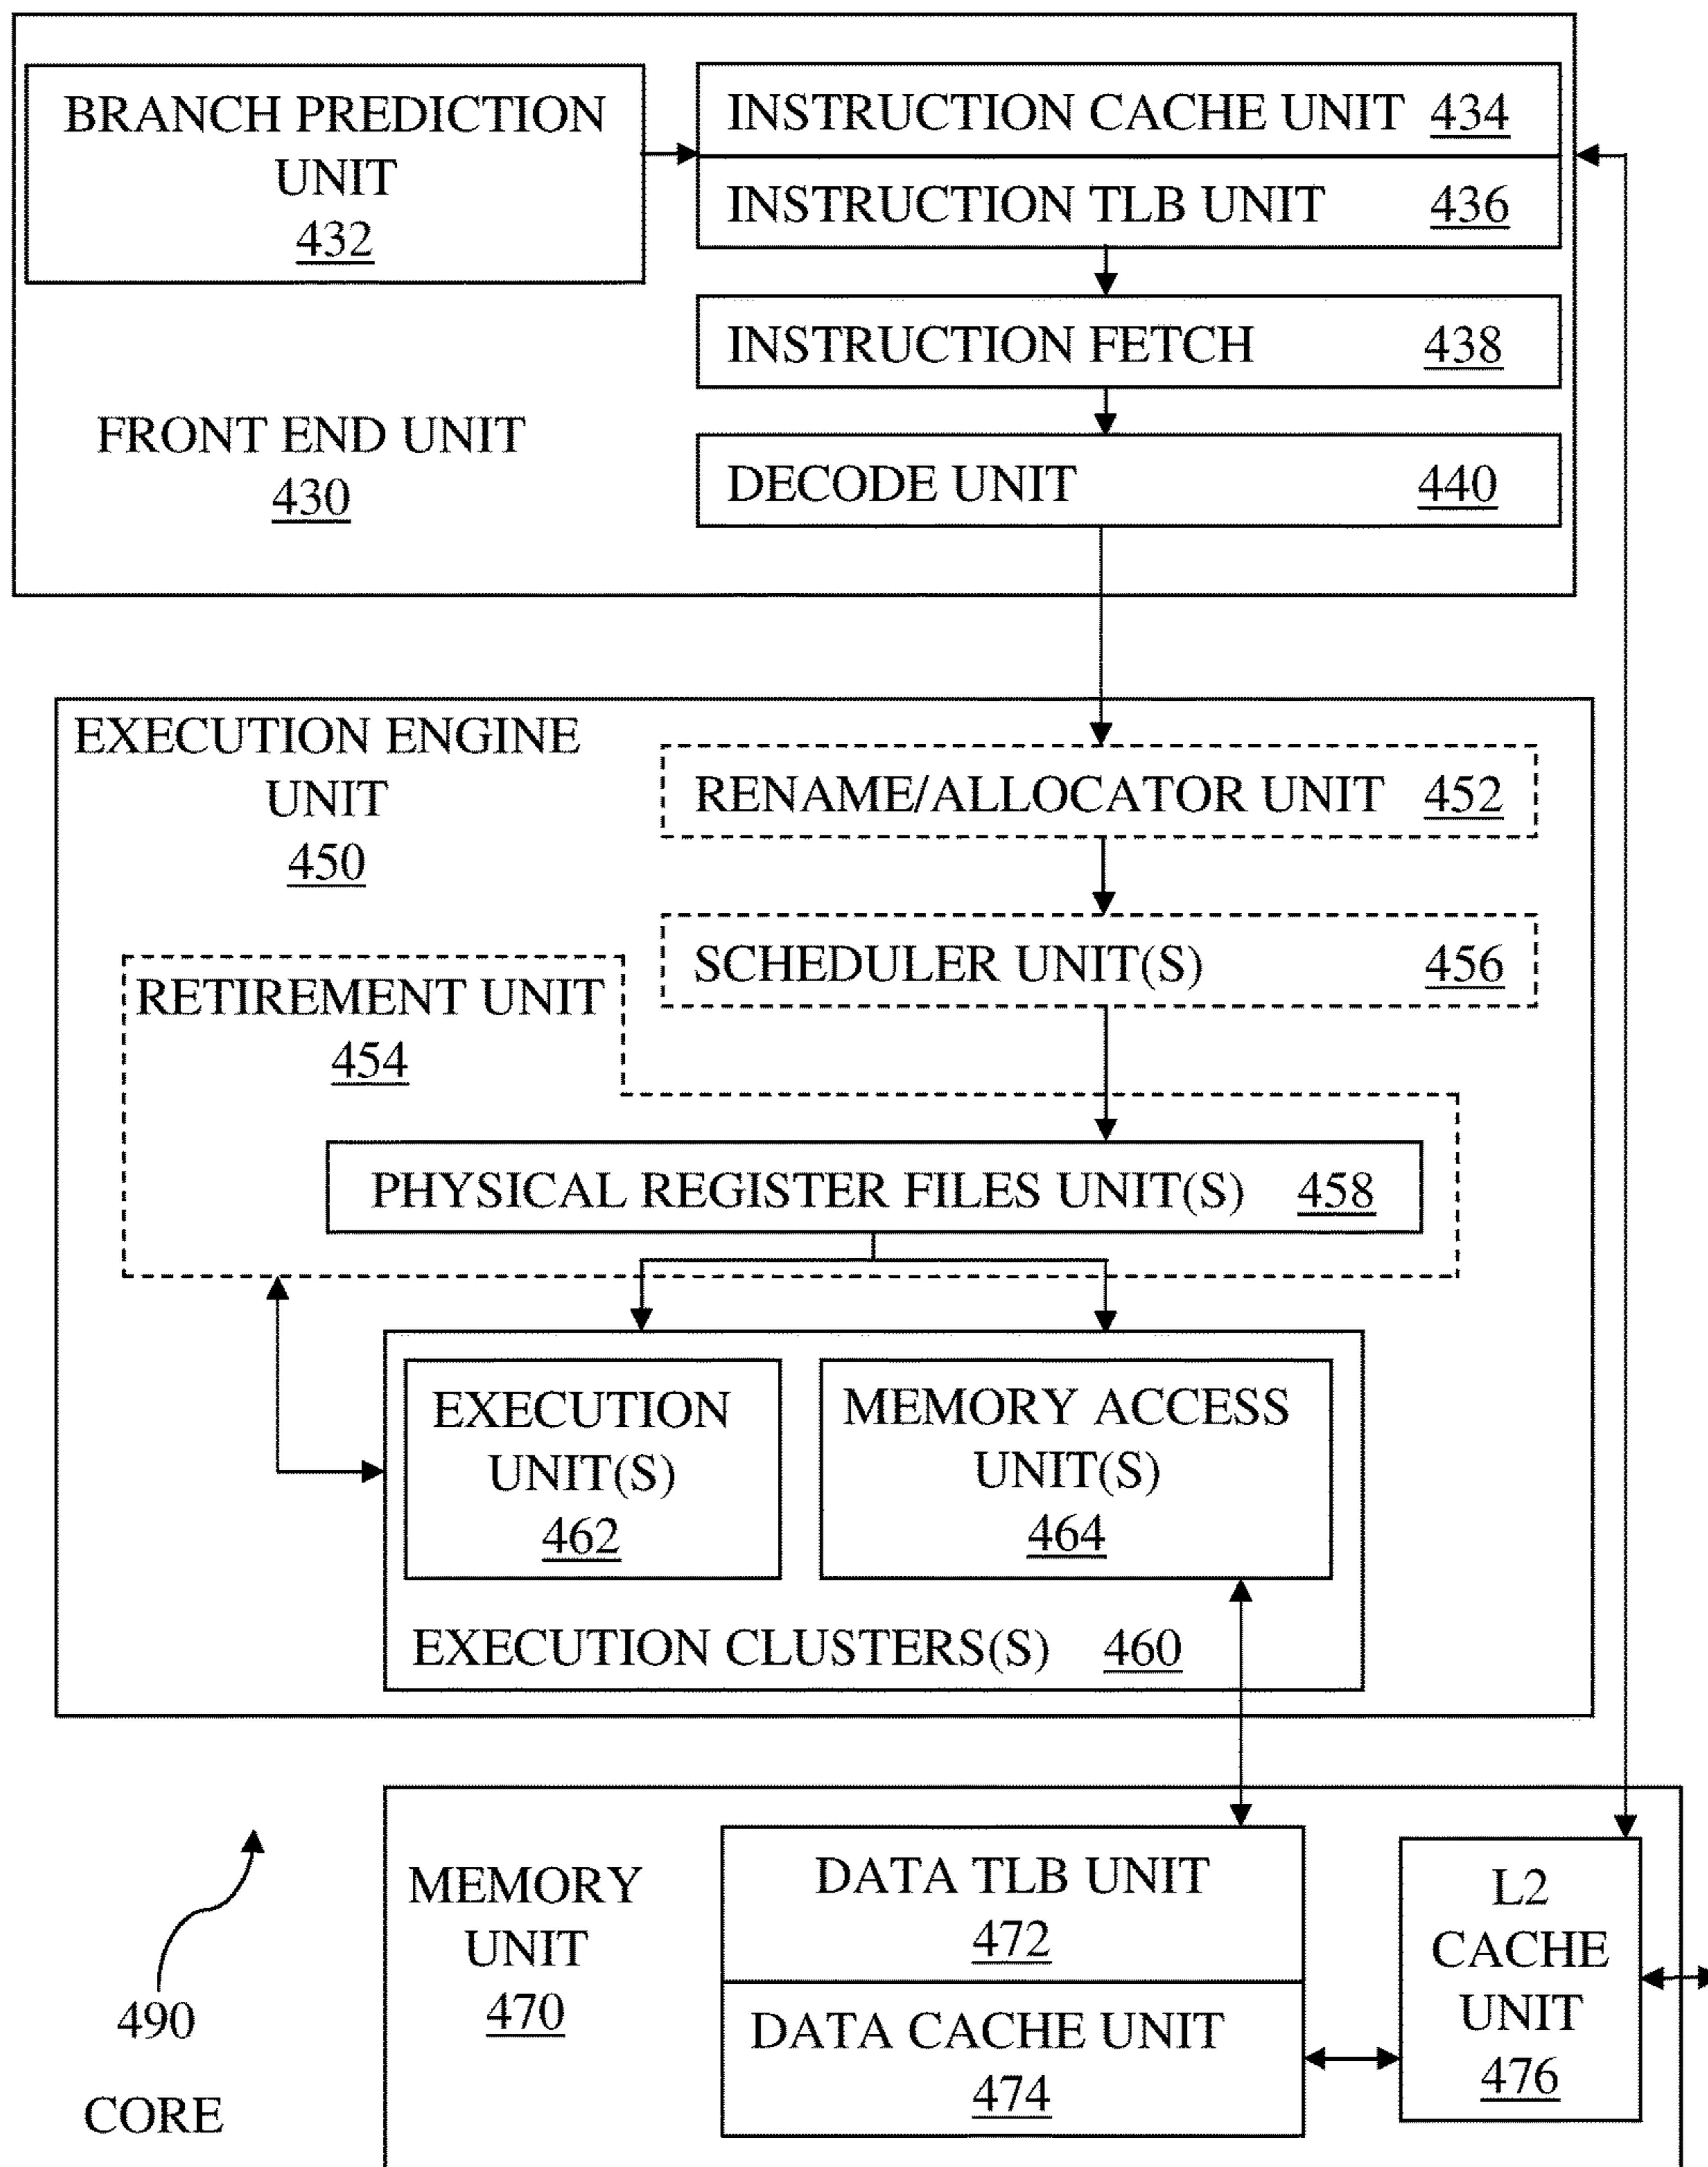 BRANCH PREDICTION
UNIT
432
INSTRUCTION CACHE UNIT 434
INSTRUCTION TLB UNIT 436
INSTRUCTION FETCH 438
FRONT END UNIT
430
DECODE UNIT 440
EXECUTION ENGINE
UNIT
450
RENAME/ALLOCATOR UNIT 452
SCHEDULER UNIT(S) 456
RETIREMENT UNIT
454
PHYSICAL REGISTER FILES UNIT(S) 458
EXECUTION
UNIT(S)
462
MEMORY ACCESS
UNIT(S)
464
EXECUTION CLUSTERS(S) 460
MEMORY
UNIT
470
DATA TLB UNIT
472
DATA CACHE UNIT
474
L2
CACHE
UNIT
476
490
CORE